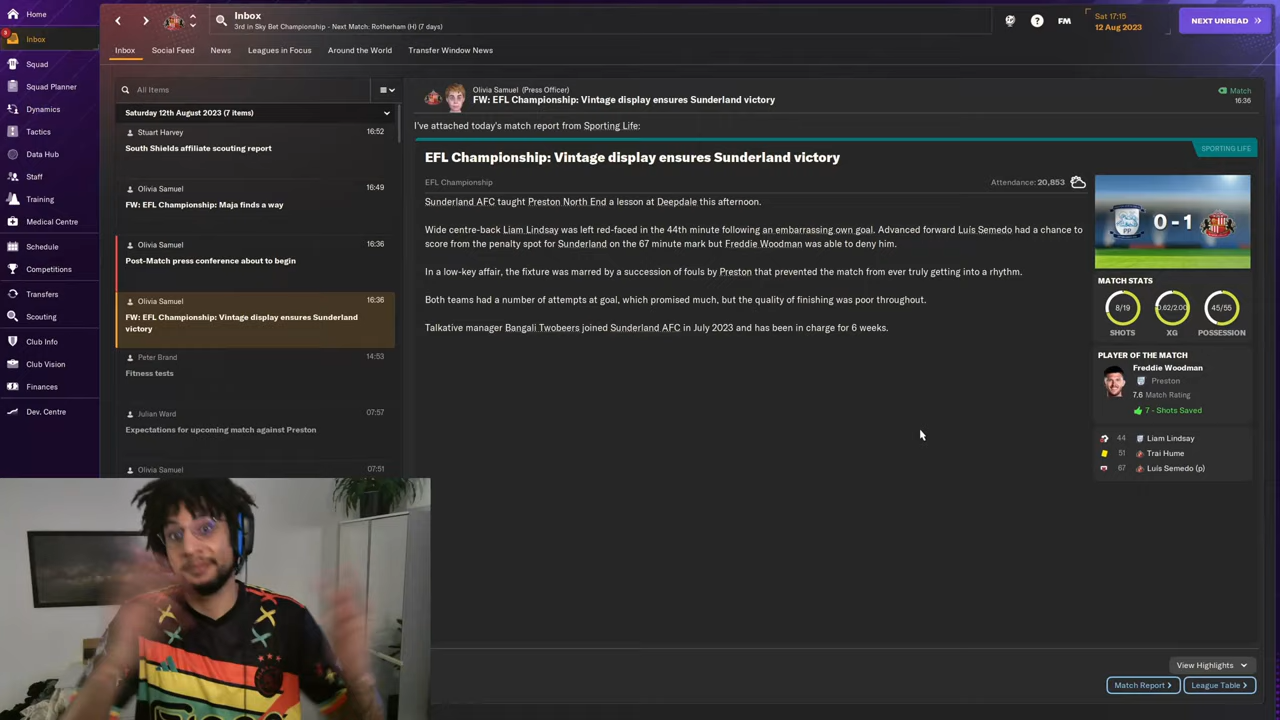 Home
Inbox
3rd in Sky Bet Championship - Next Match: Rotherham (H) (7 days)
FM
Sat 17:15
12 Aug 2023
NEXT UNREAD
3
Inbox
Squad
Squad Planner
Dynamics
Tactics
Data Hub
Staff
Training
Medical Centre
Schedule
Competitions
Transfers
Scouting
Club Info
Club Vision
Finances
Dev. Centre
Inbox
Social Feed
News
Leagues in Focus
Around the World
Transfer Window News
All Items
Saturday 12th August 2023 (7 items)
Stuart Harvey 16:52
South Shields affiliate scouting report
Olivia Samuel 16:49
FW: EFL Championship: Maja finds a way
Olivia Samuel 16:36
Post-Match press conference about to begin
Olivia Samuel 16:36
FW: EFL Championship: Vintage display ensures Sunderland
victory
Peter Brand 14:53
Fitness tests
Julian Ward 07:57
Expectations for upcoming match against Preston
Olivia Samuel 07:51
Olivia Samuel (Press Officer)
FW: EFL Championship: Vintage display ensures Sunderland victory
Match
16:36
I've attached today's match report from Sporting Life:
SPORTING LIFE
EFL Championship: Vintage display ensures Sunderland victory
EFL Championship
Attendance: 20,853
Sunderland AFC taught Preston North End a lesson at Deepdale this afternoon.
Wide centre-back Liam Lindsay was left red-faced in the 44th minute following an embarrassing own goal. Advanced forward Luís Semedo had a chance to
score from the penalty spot for Sunderland on the 67 minute mark but Freddie Woodman was able to deny him.
In a low-key affair, the fixture was marred by a succession of fouls by Preston that prevented the match from ever truly getting into a rhythm.
Both teams had a number of attempts at goal, which promised much, but the quality of finishing was poor throughout.
Talkative manager Bangali Twobeers joined Sunderland AFC in July 2023 and has been in charge for 6 weeks.
PP
0-1
MATCH STATS
8/19
0.62/2.00
45/55
SHOTS
XG
POSSESSION
PLAYER OF THE MATCH
Freddie Woodman
Preston
7.6 Match Rating
7 - Shots Saved
44 Liam Lindsay
51 Trai Hume
67 Luís Semedo (p)
View Highlights
Match Report
League Table